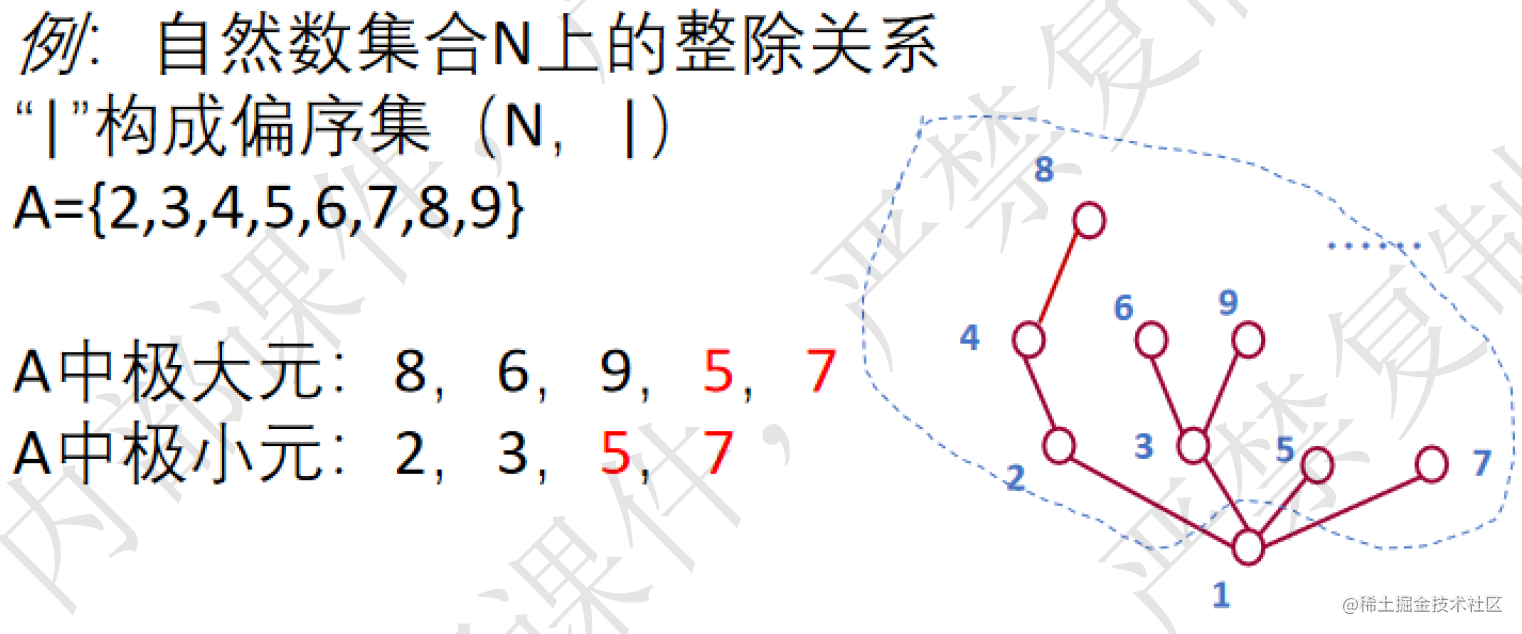 例：自然数集合N上的整除关系
“|”构成偏序集（N，|）
A={2,3,4,5,6,7,8,9}
A中极大元：8，6，9，5，7
A中极小元：2，3，5，7
8
······
6
9
4
3
5
7
2
1
内部课件，严禁复制
内部课件，严禁复制
@稀土掘金技术社区